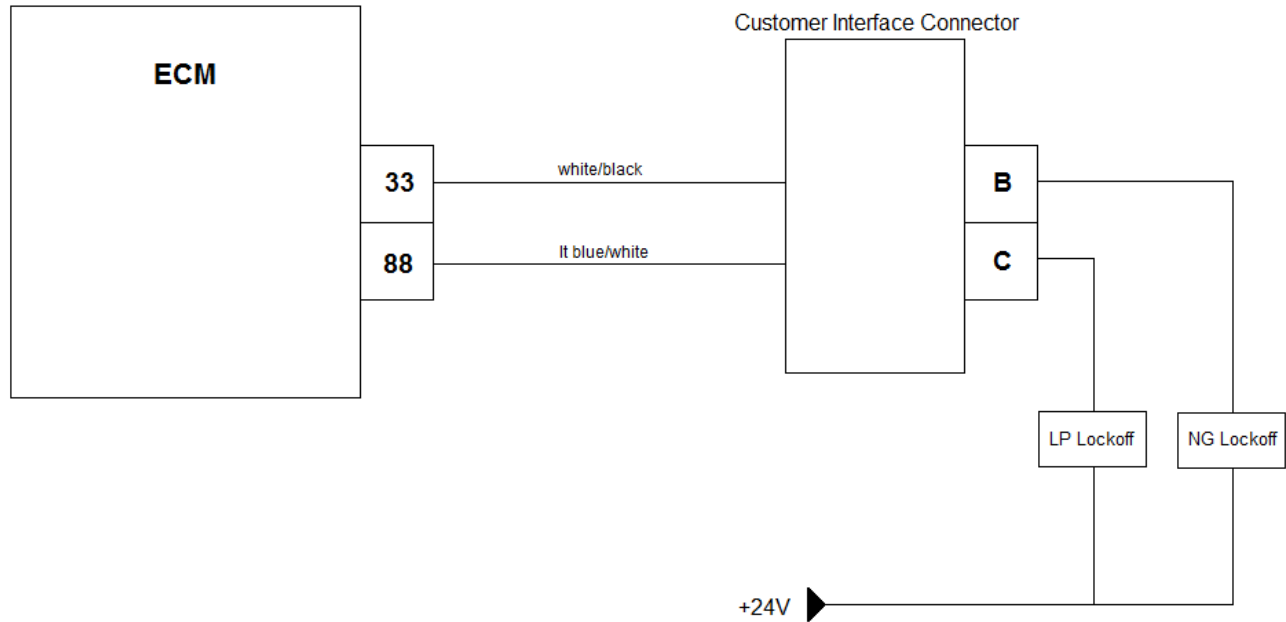 Customer Interface Connector
ECM
33
white/black
B
88
lt blue/white
C
LP Lockoff
NG Lockoff
+24V